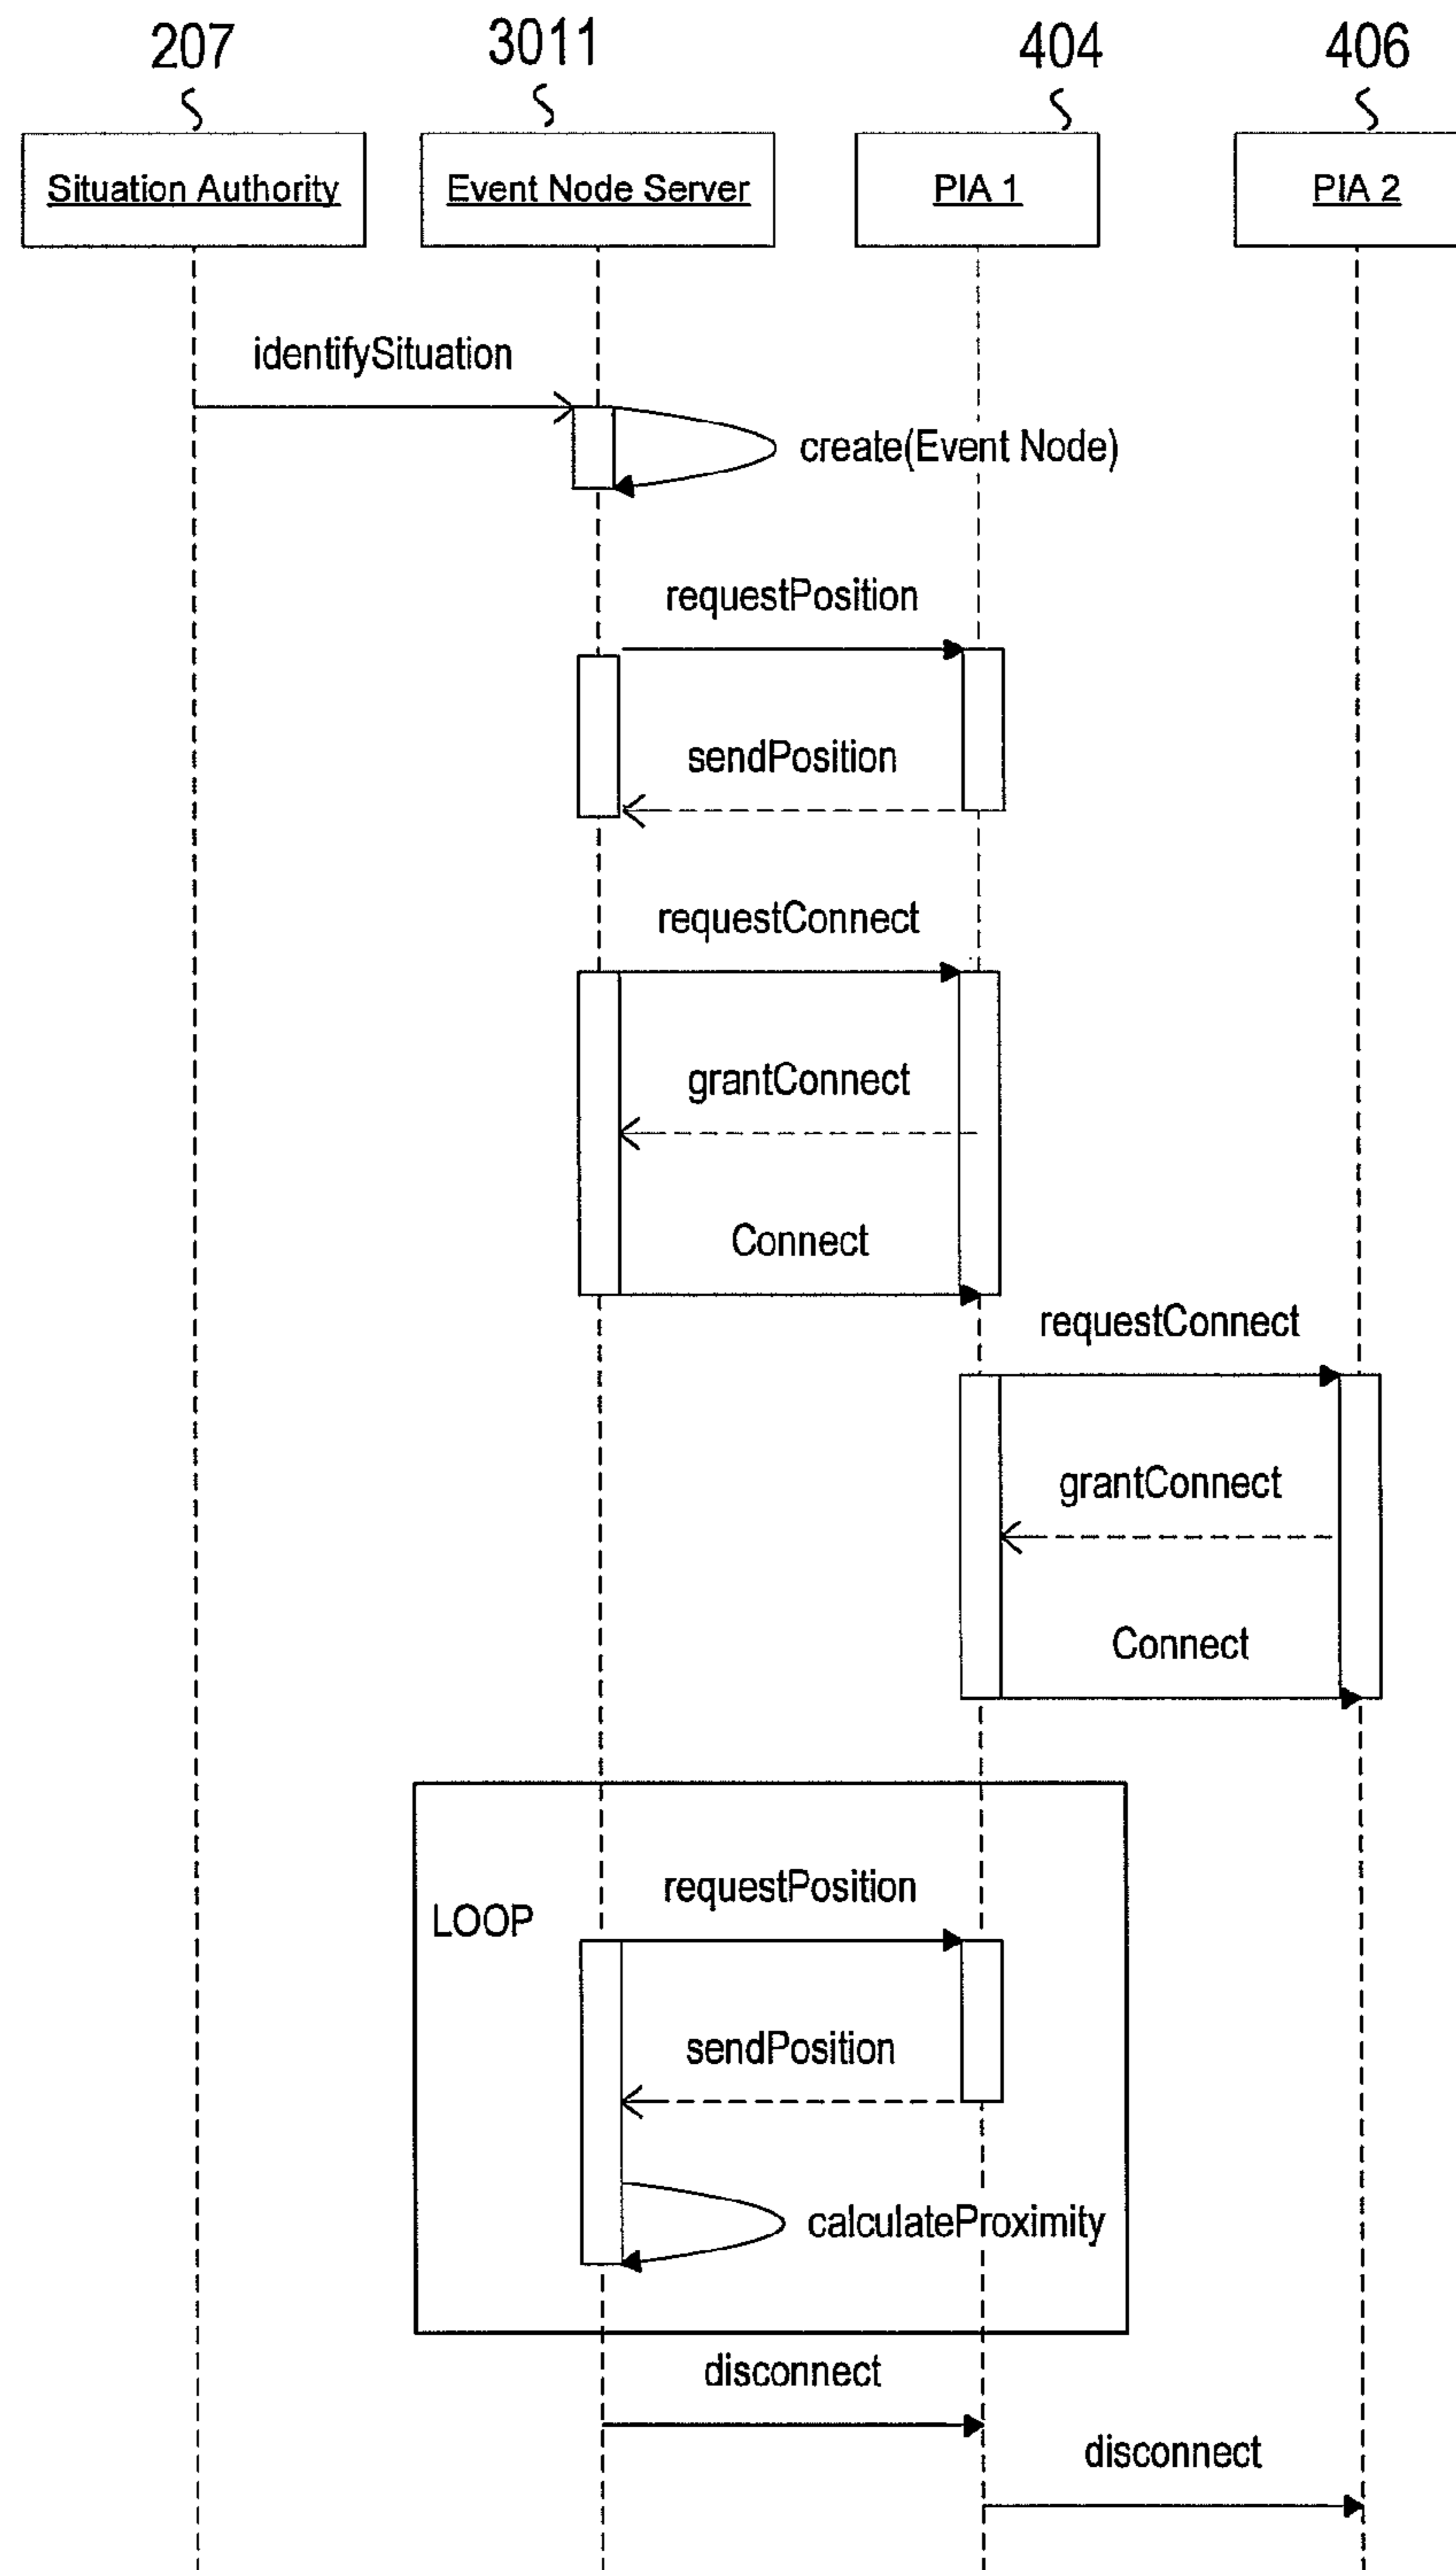 207 3011 404 406
Situation Authority Event Node Server PIA 1 PIA 2
identifySituation
create(Event Node)
requestPosition
sendPosition
requestConnect
grantConnect
Connect
requestConnect
grantConnect
Connect
requestPosition
LOOP
sendPosition
calculateProximity
disconnect
disconnect